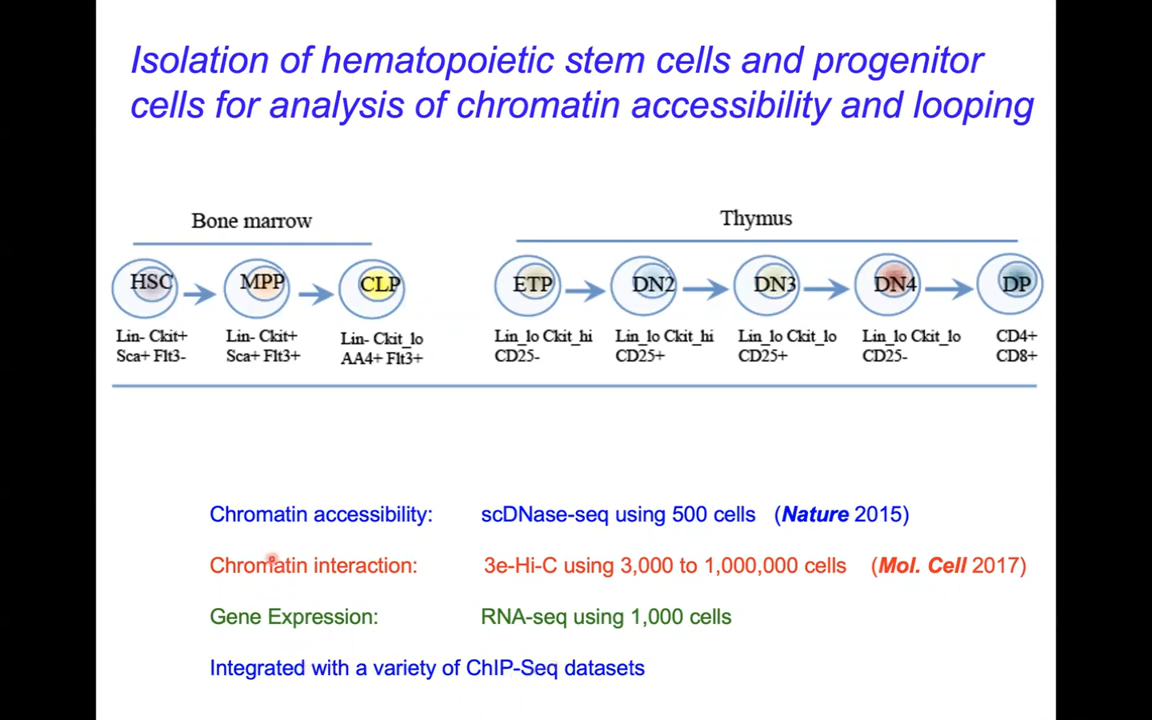 Isolation of hematopoietic stem cells and progenitor
cells for analysis of chromatin accessibility and looping
Bone marrow
Thymus
HSC
MPP
CLP
ETP
DN2
DN3
DN4
DP
Lin- Ckit+
Sca+ Flt3-
Lin- Ckit+
Sca+ Flt3+
Lin- Ckit_lo
AA4+ Flt3+
Lin_lo Ckit_hi
CD25-
Lin_lo Ckit_hi
CD25+
Lin_lo Ckit_lo
CD25+
Lin_lo Ckit_lo
CD25-
CD4+
CD8+
Chromatin accessibility: scDNase-seq using 500 cells (Nature 2015)
Chromatin interaction: 3e-Hi-C using 3,000 to 1,000,000 cells (Mol. Cell 2017)
Gene Expression: RNA-seq using 1,000 cells
Integrated with a variety of ChIP-Seq datasets